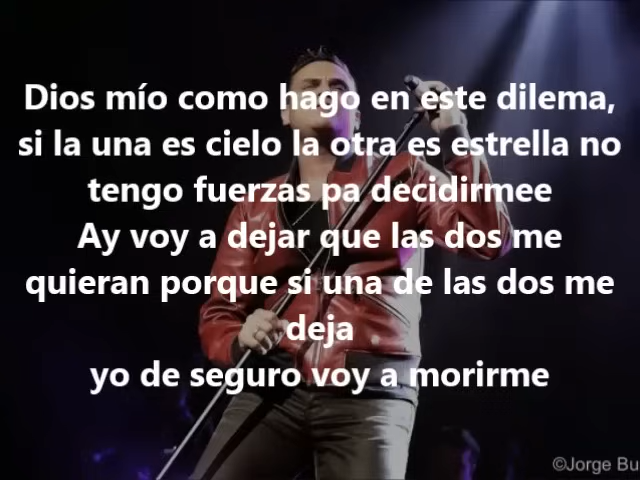 Dios mío como hago en este dilema,
si la una es cielo la otra es estrella no
tengo fuerzas pa decidirmee
Ay voy a dejar que las dos me
quieran porque si una de las dos me
deja
yo de seguro voy a morirme
©Jorge Bu